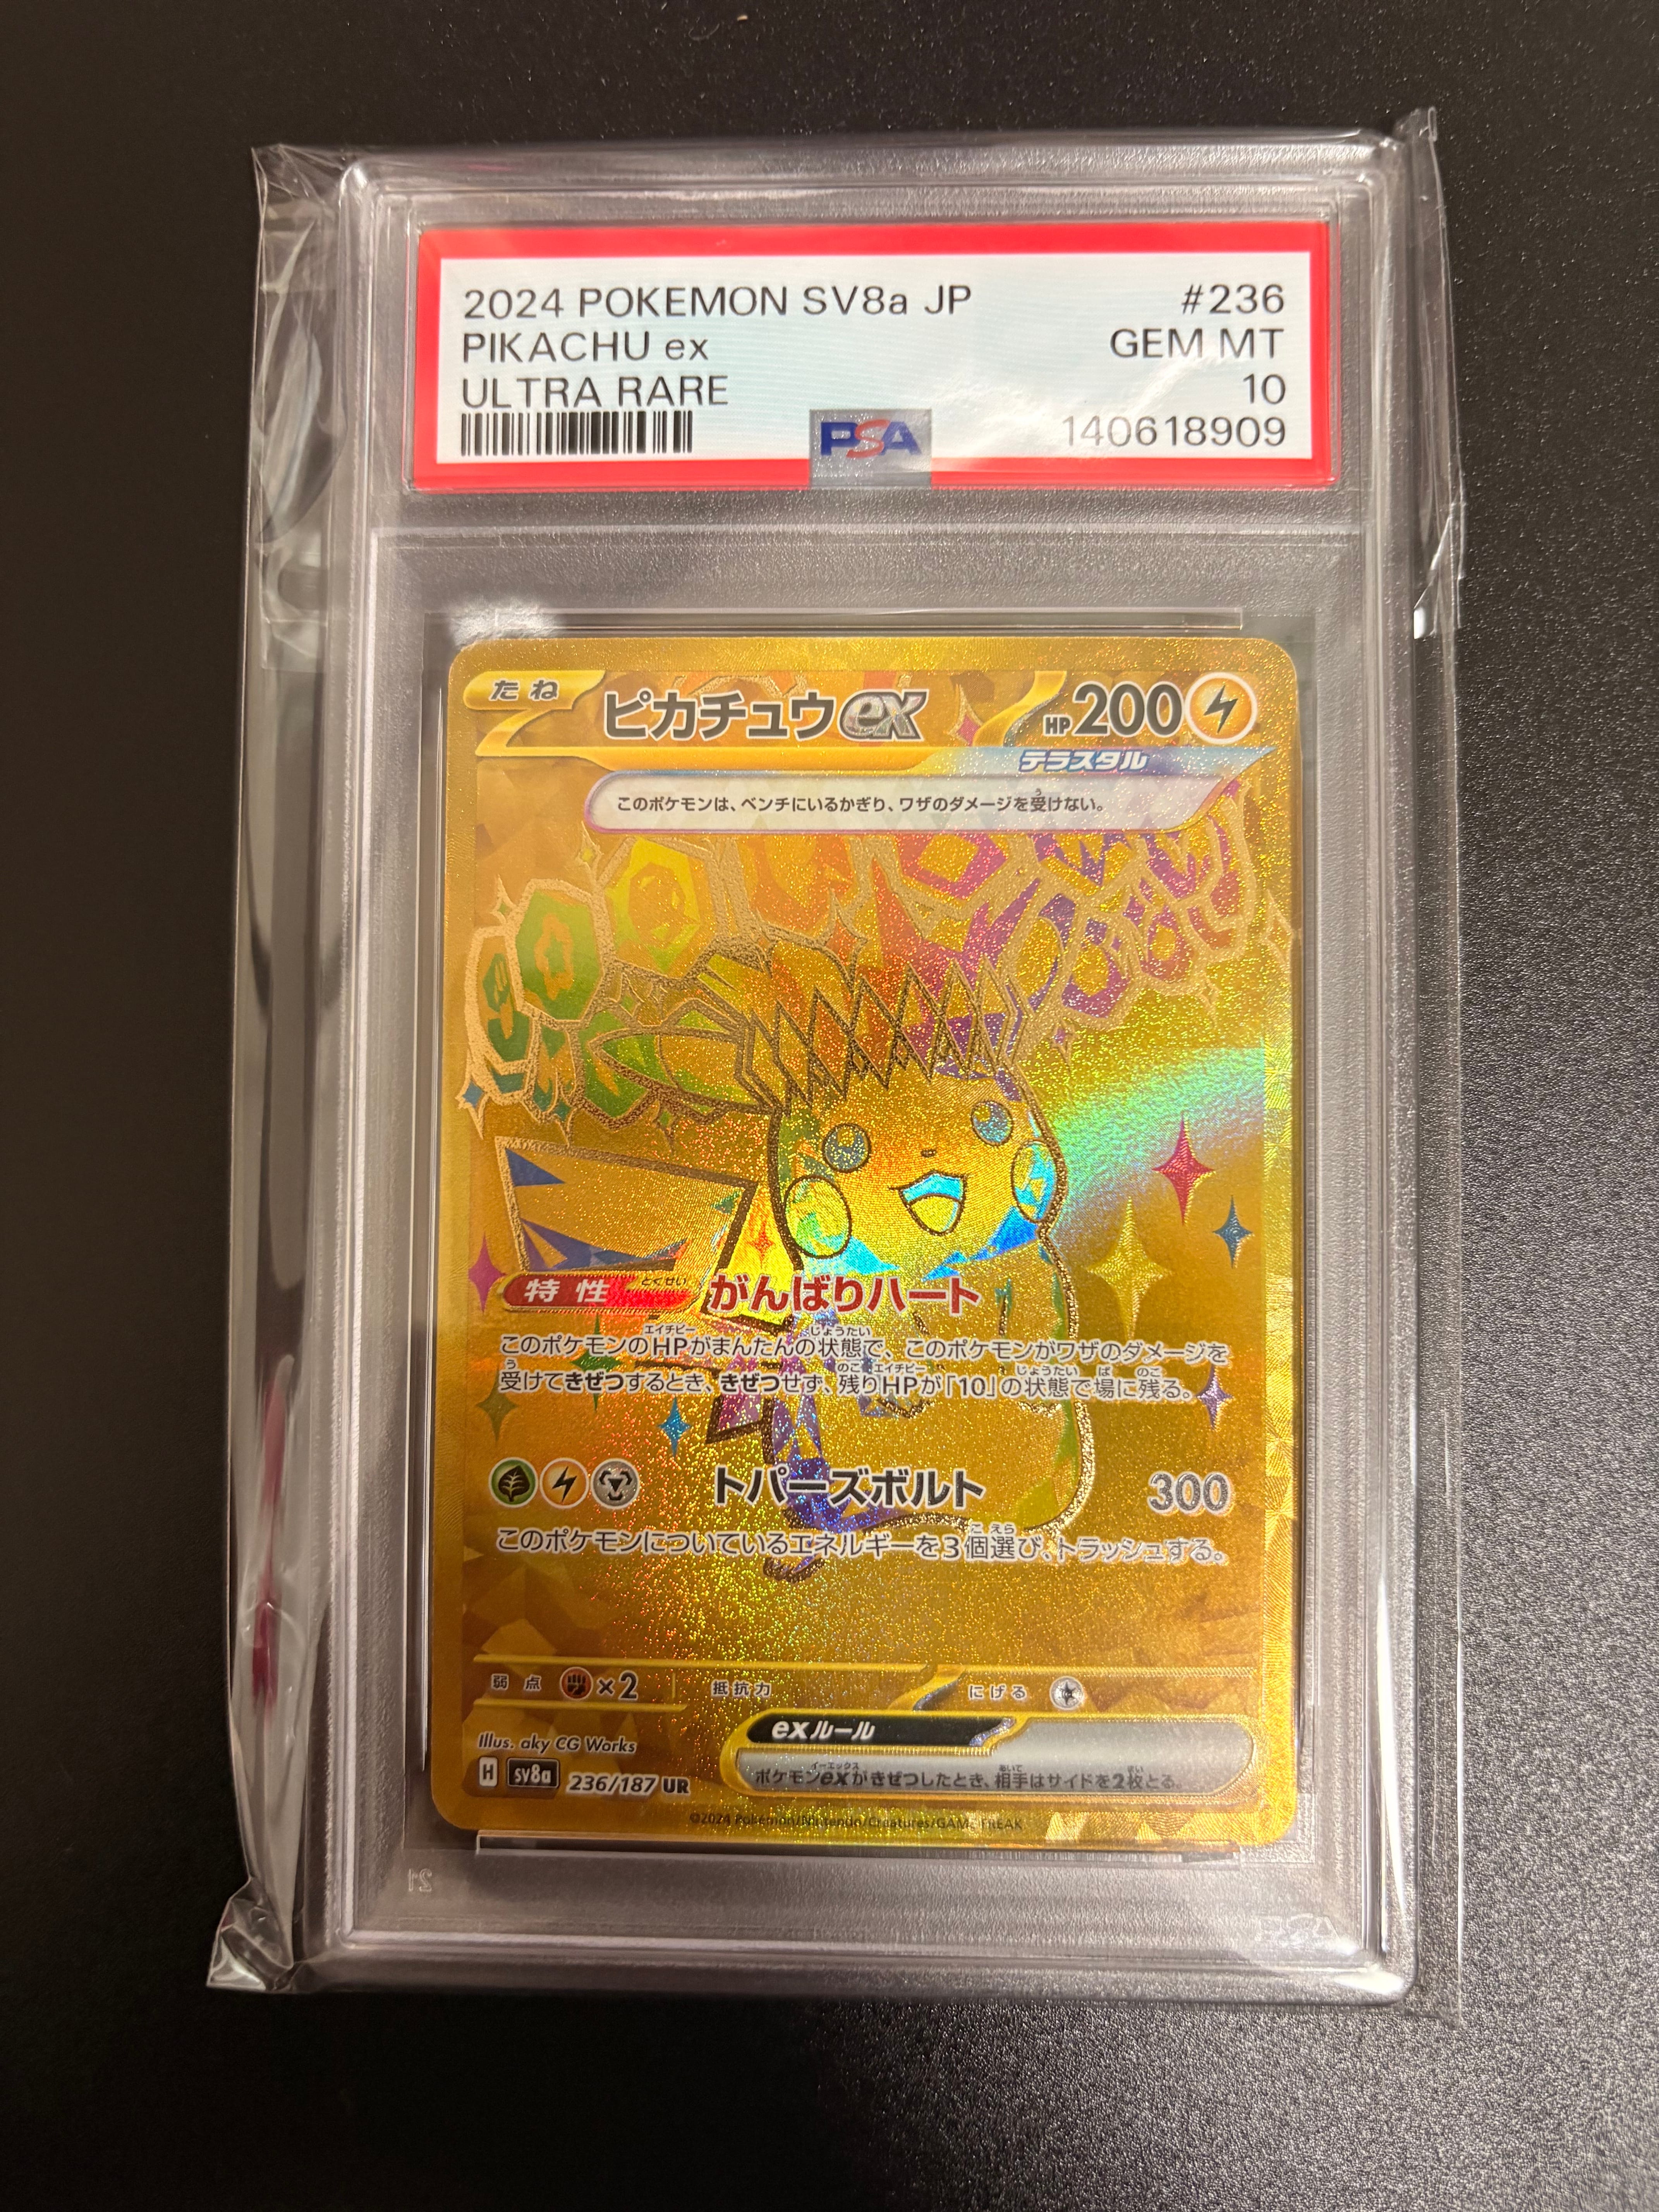 2024 POKEMON SV8a JP #236
PIKACHU ex GEM MT
ULTRA RARE 10
PSA 140618909
たね ピカチュウex HP200
テラスタル
このポケモンは、ベンチにいるかぎり、ワザのダメージを受けない。
特性 がんばりハート
このポケモンのHPがまんたんの状態で、このポケモンがワザのダメージを
受けてきぜつするとき、きぜつせず、残りHPが「10」の状態で場に残る。
トパーズボルト 300
このポケモンについているエネルギーを3個選び、トラッシュする。
弱点 ×2 抵抗力 にげる
exルール
ポケモンexがきぜつしたとき、相手はサイドを2枚とる。
Illus. aky CG Works
H sv8a 236/187 UR
©2024 Pokémon/Nintendo/Creatures/GAME FREAK